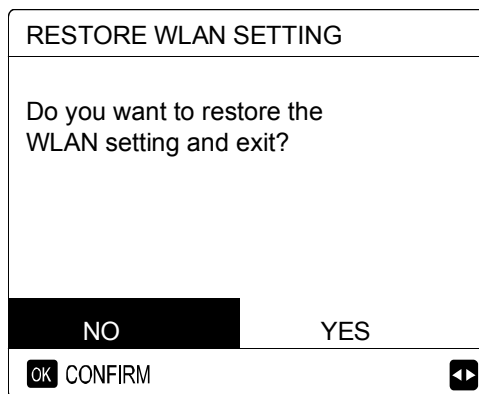 RESTORE WLAN SETTING
Do you want to restore the
WLAN setting and exit?
NO YES
OK CONFIRM